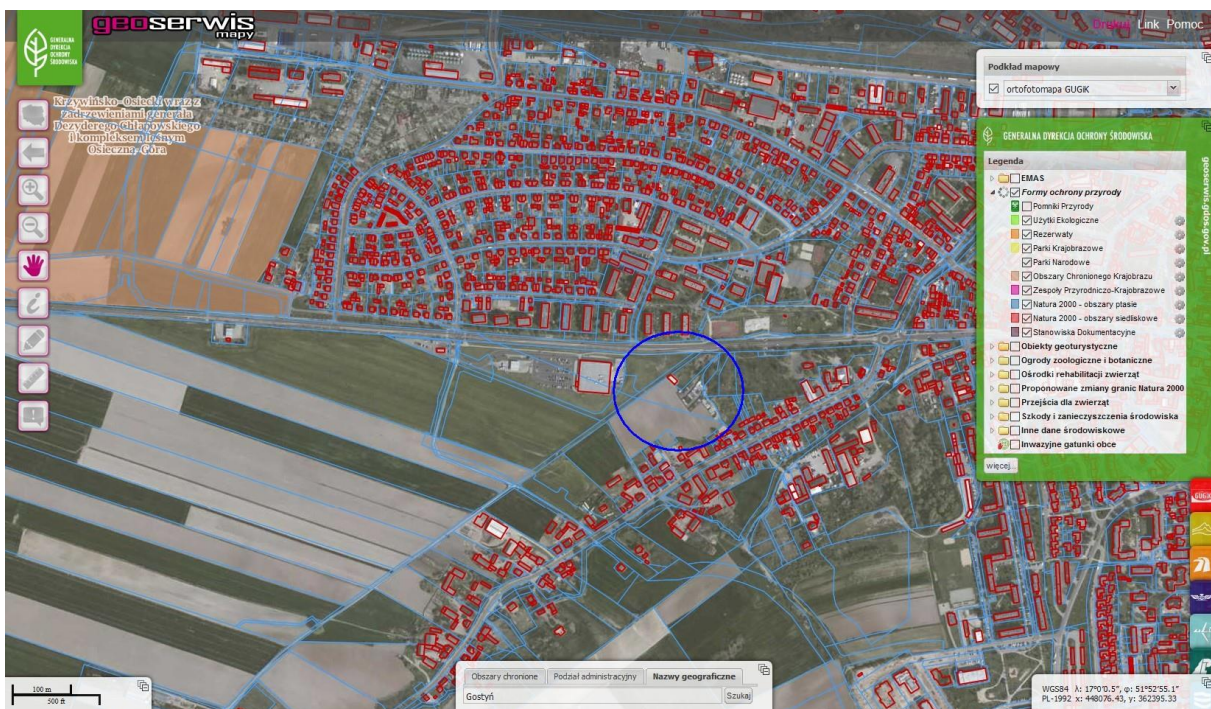 GENERALNA
DYREKCJA
OCHRONY
ŚRODOWISKA
geoserwis
mapy
Drukuj Link Pomoc
Krzywińsko-Osiecki wraz z
zadrzewieniami generała
Dezyderego Chłapowskiego
i kompleksem leśnym
Osieczna-Góra
Podkład mapowy
ortofotomapa GUGiK
GENERALNA DYREKCJA OCHRONY ŚRODOWISKA
geoserwis.gdos.gov.pl
Legenda
EMAS
Formy ochrony przyrody
Pomniki Przyrody
Użytki Ekologiczne
Rezerwaty
Parki Krajobrazowe
Parki Narodowe
Obszary Chronionego Krajobrazu
Zespoły Przyrodniczo-Krajobrazowe
Natura 2000 - obszary ptasie
Natura 2000 - obszary siedliskowe
Stanowiska Dokumentacyjne
Obiekty geoturystyczne
Ogrody zoologiczne i botaniczne
Ośrodki rehabilitacji zwierząt
Proponowane zmiany granic Natura 2000
Przejścia dla zwierząt
Szkody i zanieczyszczenia środowiska
Inne dane środowiskowe
Inwazyjne gatunki obce
więcej...
GUGiK
Obszary chronione Podział administracyjny Nazwy geograficzne
Gostyń Szukaj
100 m
500 ft
WGS84 λ: 17°0'0.5", φ: 51°52'55.1"
PL-1992 x: 448076.43, y: 362395.33